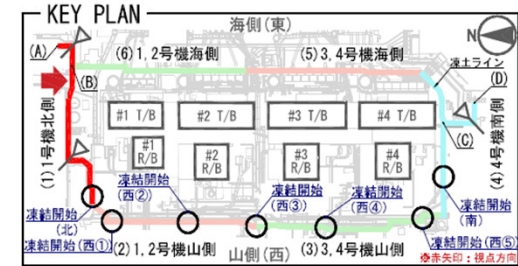 KEY PLAN
海側(東)
N
(A)
(6)1,2号機海側
(5)3,4号機海側
凍土ライン
(D)
(B)
#1 T/B
#2 T/B
#3 T/B
#4 T/B
(C)
(1)1号機北側
#1
R/B
#2
R/B
#3
R/B
#4
R/B
(4)4号機南側
凍結開始
(西②)
凍結開始
(西③)
凍結開始
(西④)
凍結開始
(北)
凍結開始
(南)
凍結開始(西①)
(2)1,2号機山側
山側(西)
(3)3,4号機山側
凍結開始(西⑤)
※赤矢印：視点方向